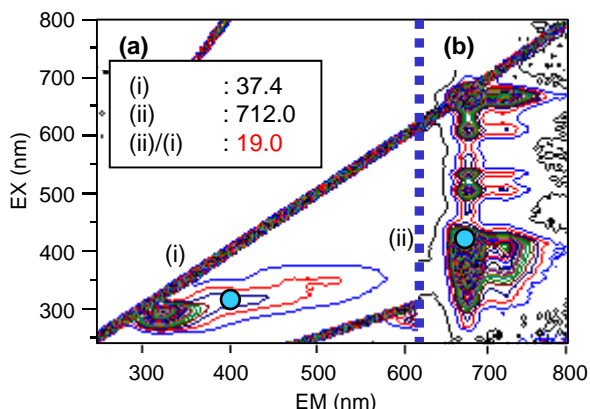 (a)
(b)
(i) : 37.4
(ii) : 712.0
(ii)/(i) : 19.0
(i)
(ii)
800
700
600
500
400
300
EX (nm)
300
400
500
600
700
800
EM (nm)